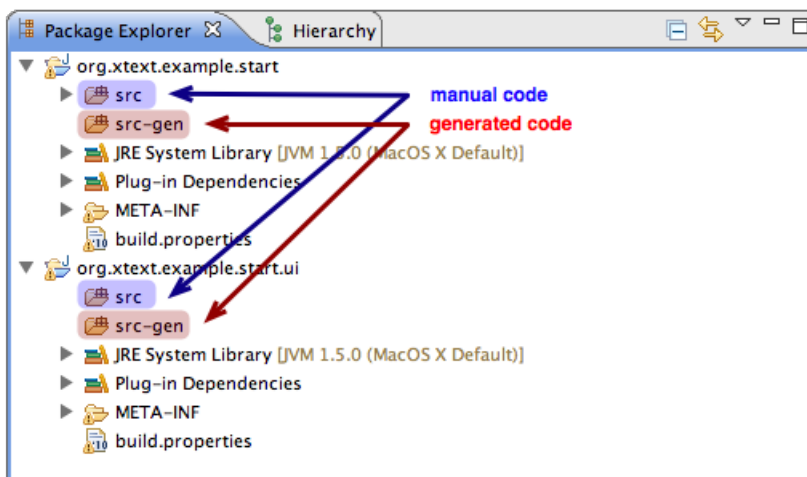 Package Explorer Hierarchy
org.xtext.example.start
src manual code
src-gen generated code
JRE System Library [JVM 1.5.0 (MacOS X Default)]
Plug-in Dependencies
META-INF
build.properties
org.xtext.example.start.ui
src
src-gen
JRE System Library [JVM 1.5.0 (MacOS X Default)]
Plug-in Dependencies
META-INF
build.properties